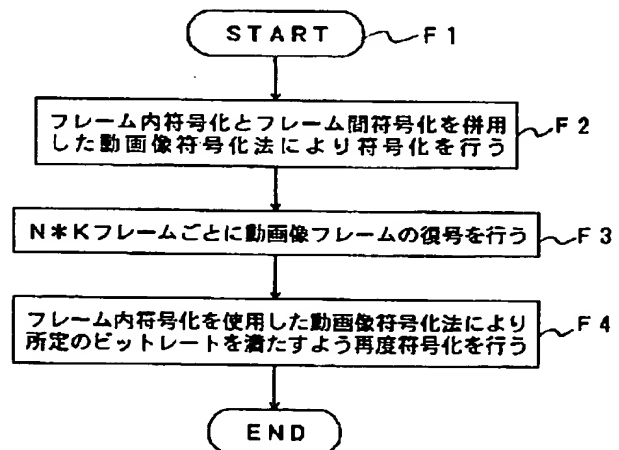 START
F1
フレーム内符号化とフレーム間符号化を併用
した動画像符号化法により符号化を行う
F2
N*Kフレームごとに動画像フレームの復号を行う
F3
フレーム内符号化を使用した動画像符号化法により
所定のビットレートを満たすよう再度符号化を行う
F4
END